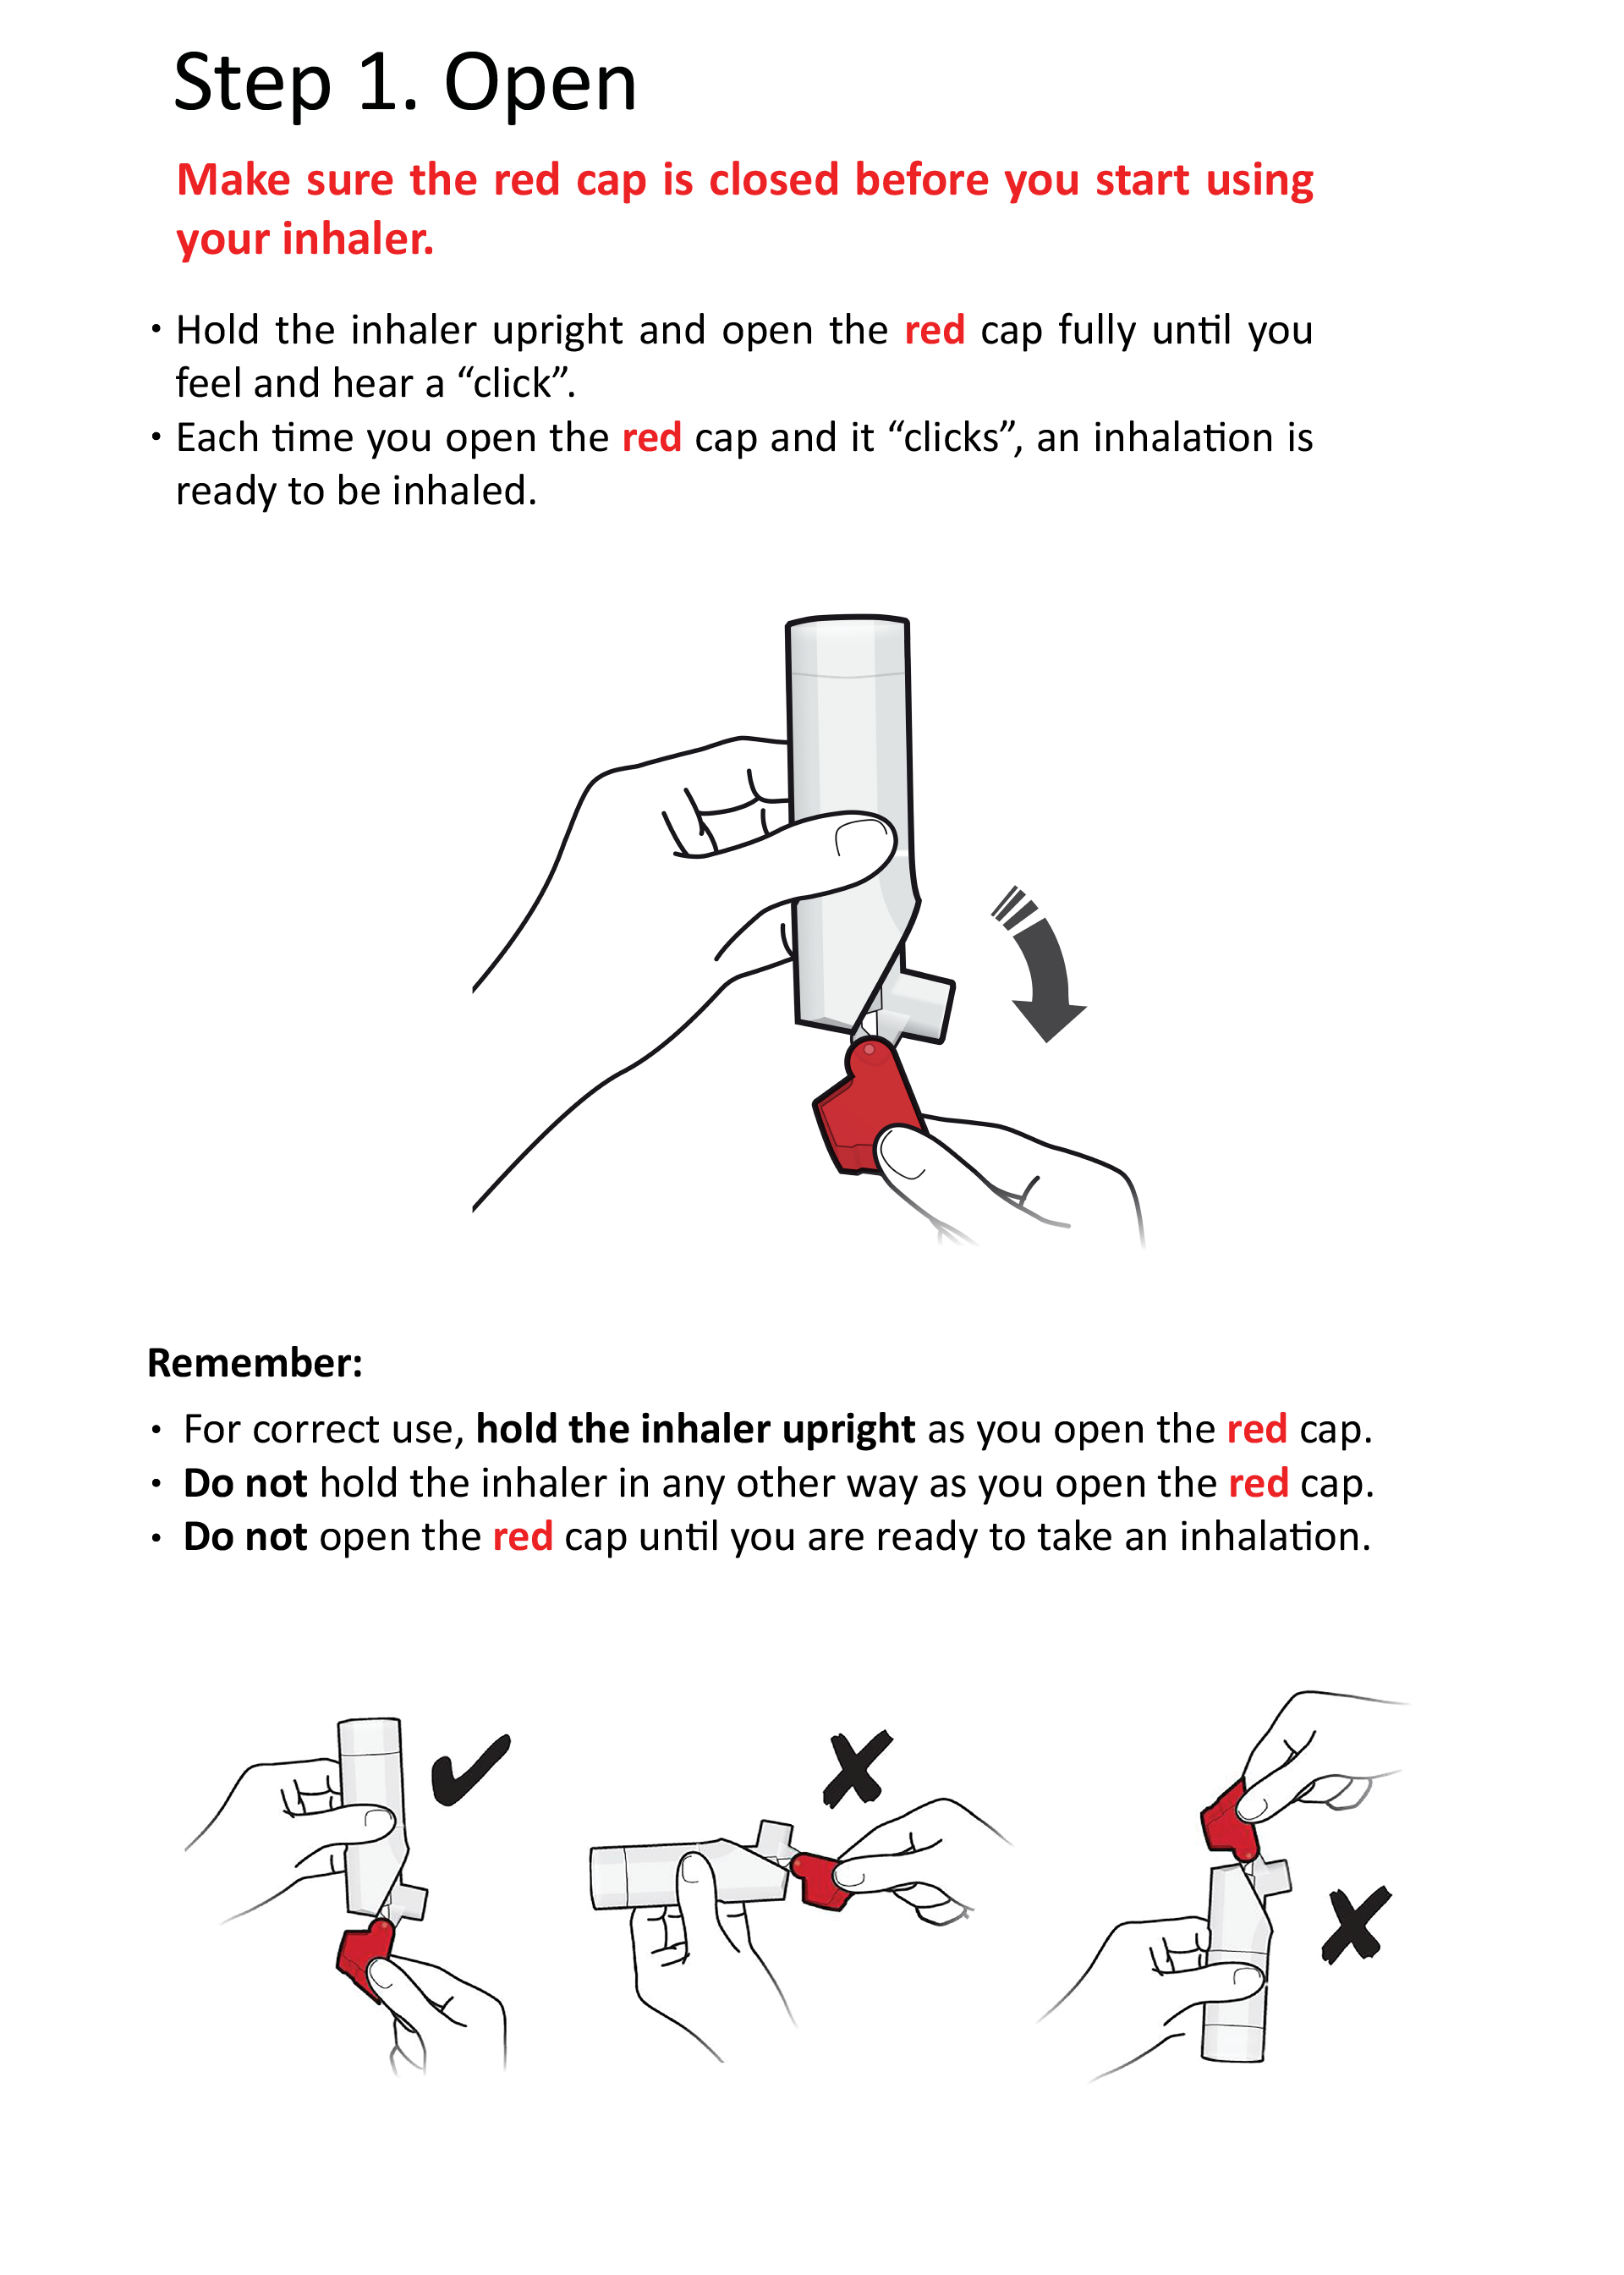 Step 1. Open
Make sure the red cap is closed before you start using
your inhaler.
· Hold the inhaler upright and open the red cap fully until you
feel and hear a “click”.
· Each time you open the red cap and it “clicks”, an inhalation is
ready to be inhaled.
Remember:
· For correct use, hold the inhaler upright as you open the red cap.
· Do not hold the inhaler in any other way as you open the red cap.
· Do not open the red cap until you are ready to take an inhalation.